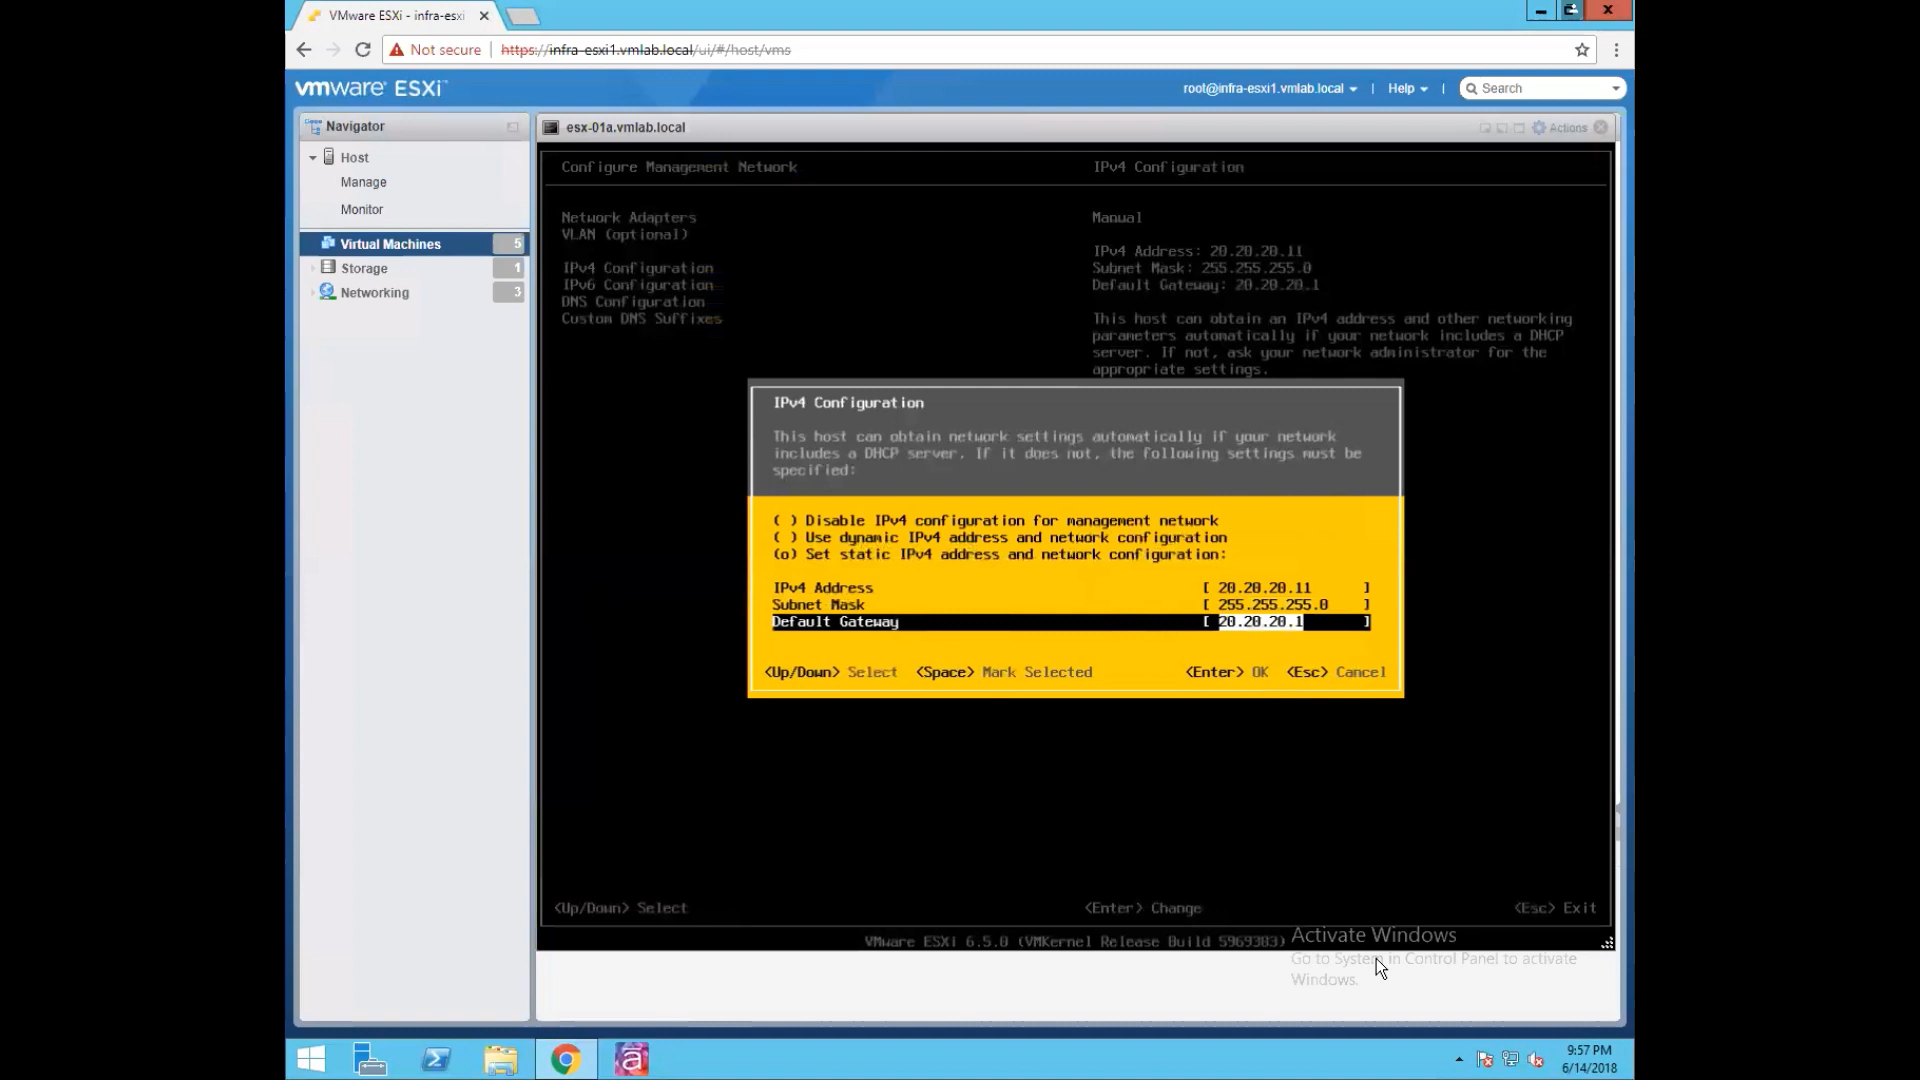 VMware ESXi - infra-esxi
Not secure | https://infra-esxi1.vmlab.local/ui/#/host/vms
vmware ESXi™
root@infra-esxi1.vmlab.local | Help | Search
Navigator
Host
Manage
Monitor
Virtual Machines 5
Storage 1
Networking 3
esx-01a.vmlab.local
Actions
Configure Management Network
IPv4 Configuration
Network Adapters
VLAN (optional)
IPv4 Configuration
IPv6 Configuration
DNS Configuration
Custom DNS Suffixes
Manual
IPv4 Address: 20.20.20.11
Subnet Mask: 255.255.255.0
Default Gateway: 20.20.20.1
This host can obtain an IPv4 address and other networking
parameters automatically if your network includes a DHCP
server. If not, ask your network administrator for the
appropriate settings.
IPv4 Configuration
This host can obtain network settings automatically if your network
includes a DHCP server. If it does not, the following settings must be
specified:
( ) Disable IPv4 configuration for management network
( ) Use dynamic IPv4 address and network configuration
(o) Set static IPv4 address and network configuration:
IPv4 Address [ 20.20.20.11 ]
Subnet Mask [ 255.255.255.0 ]
Default Gateway [ 20.20.20.1 ]
<Up/Down> Select <Space> Mark Selected <Enter> OK <Esc> Cancel
<Up/Down> Select <Enter> Change <Esc> Exit
VMware ESXi 6.5.0 (VMKernel Release Build 5969303)
Activate Windows
Go to System in Control Panel to activate
Windows.
9:57 PM
6/14/2018